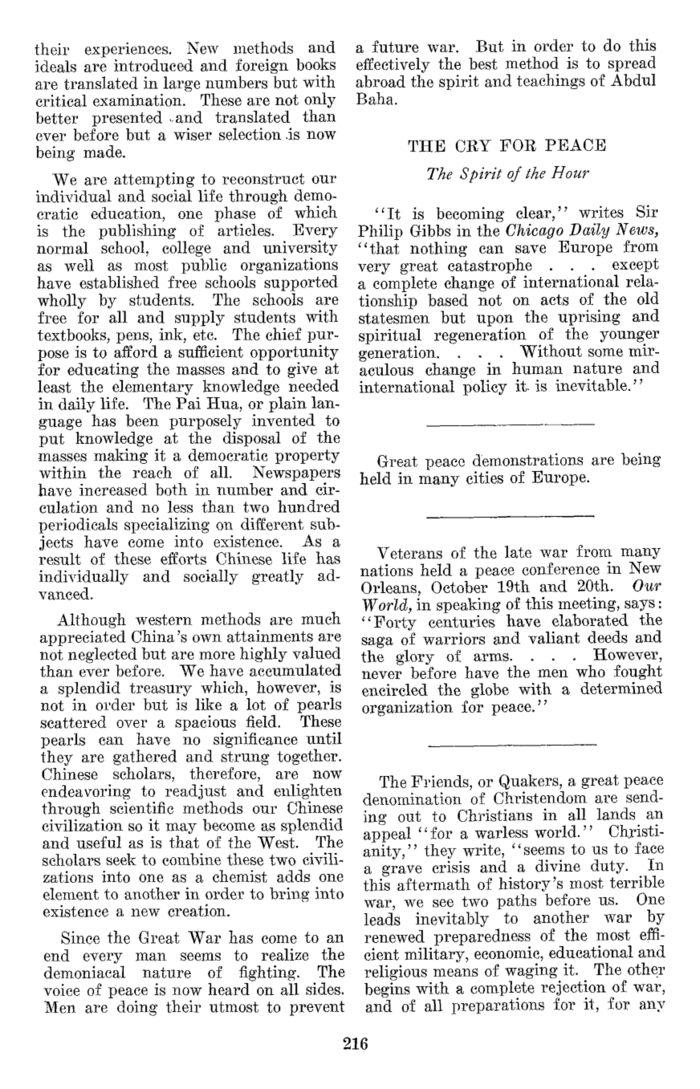 their experiences. New methods and
ideals are introduced and foreign books
are translated in large numbers but with
critical examination. These are not only
better presented and translated than
ever before but a wiser selection is now
being made.
We are attempting to reconstruct our
individual and social life through demo-
cratic education, one phase of which
is the publishing of articles. Every
normal school, college and university
as well as most public organizations
have established free schools supported
wholly by students. The schools are
free for all and supply students with
textbooks, pens, ink, etc. The chief pur-
pose is to afford a sufficient opportunity
for educating the masses and to give at
least the elementary knowledge needed
in daily life. The Pai Hua, or plain lan-
guage has been purposely invented to
put knowledge at the disposal of the
masses making it a democratic property
within the reach of all. Newspapers
have increased both in number and cir-
culation and no less than two hundred
periodicals specializing on different sub-
jects have come into existence. As a
result of these efforts Chinese life has
individually and socially greatly ad-
vanced.
Although western methods are much
appreciated China's own attainments are
not neglected but are more highly valued
than ever before. We have accumulated
a splendid treasury which, however, is
not in order but is like a lot of pearls
scattered over a spacious field. These
pearls can have no significance until
they are gathered and strung together.
Chinese scholars, therefore, are now
endeavoring to readjust and enlighten
through scientific methods our Chinese
civilization so it may become as splendid
and useful as is that of the West. The
scholars seek to combine these two civili-
zations into one as a chemist adds one
element to another in order to bring into
existence a new creation.
Since the Great War has come to an
end every man seems to realize the
demoniacal nature of fighting. The
voice of peace is now heard on all sides.
Men are doing their utmost to prevent
a future war. But in order to do this
effectively the best method is to spread
abroad the spirit and teachings of Abdul
Baha.
THE CRY FOR PEACE
The Spirit of the Hour
"It is becoming clear," writes Sir
Philip Gibbs in the Chicago Daily News,
"that nothing can save Europe from
very great catastrophe . . . except
a complete change of international rela-
tionship based not on acts of the old
statesmen but upon the uprising and
spiritual regeneration of the younger
generation. . . . Without some mir-
aculous change in human nature and
international policy it is inevitable."
Great peace demonstrations are being
held in many cities of Europe.
Veterans of the late war from many
nations held a peace conference in New
Orleans, October 19th and 20th. Our
World, in speaking of this meeting, says:
"Forty centuries have elaborated the
saga of warriors and valiant deeds and
the glory of arms. . . . However,
never before have the men who fought
encircled the globe with a determined
organization for peace."
The Friends, or Quakers, a great peace
denomination of Christendom are send-
ing out to Christians in all lands an
appeal "for a warless world." Christi-
anity," they write, "seems to us to face
a grave crisis and a divine duty. In
this aftermath of history's most terrible
war, we see two paths before us. One
leads inevitably to another war by
renewed preparedness of the most effi-
cient military, economic, educational and
religious means of waging it. The other
begins with a complete rejection of war,
and of all preparations for it, for any
216